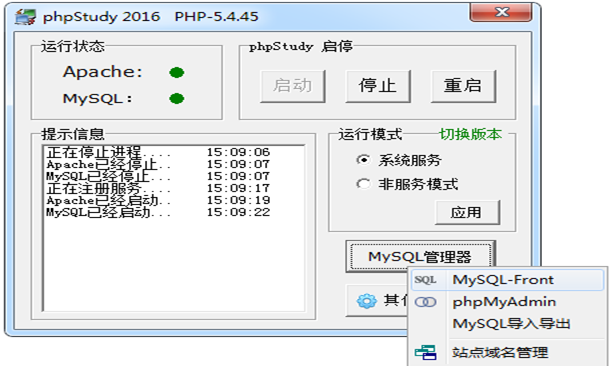 phpStudy 2016 PHP-5.4.45
运行状态
Apache:
MySQL:
phpStudy 启停
启动 停止 重启
提示信息
正在停止进程.... 15:09:06
Apache已经停止.. 15:09:07
MySQL已经停止... 15:09:07
正在注册服务.... 15:09:17
Apache已经启动.. 15:09:19
MySQL已经启动... 15:09:22
运行模式 切换版本
系统服务
非服务模式
应用
MySQL管理器
其
SQL MySQL-Front
phpMyAdmin
MySQL导入导出
站点域名管理